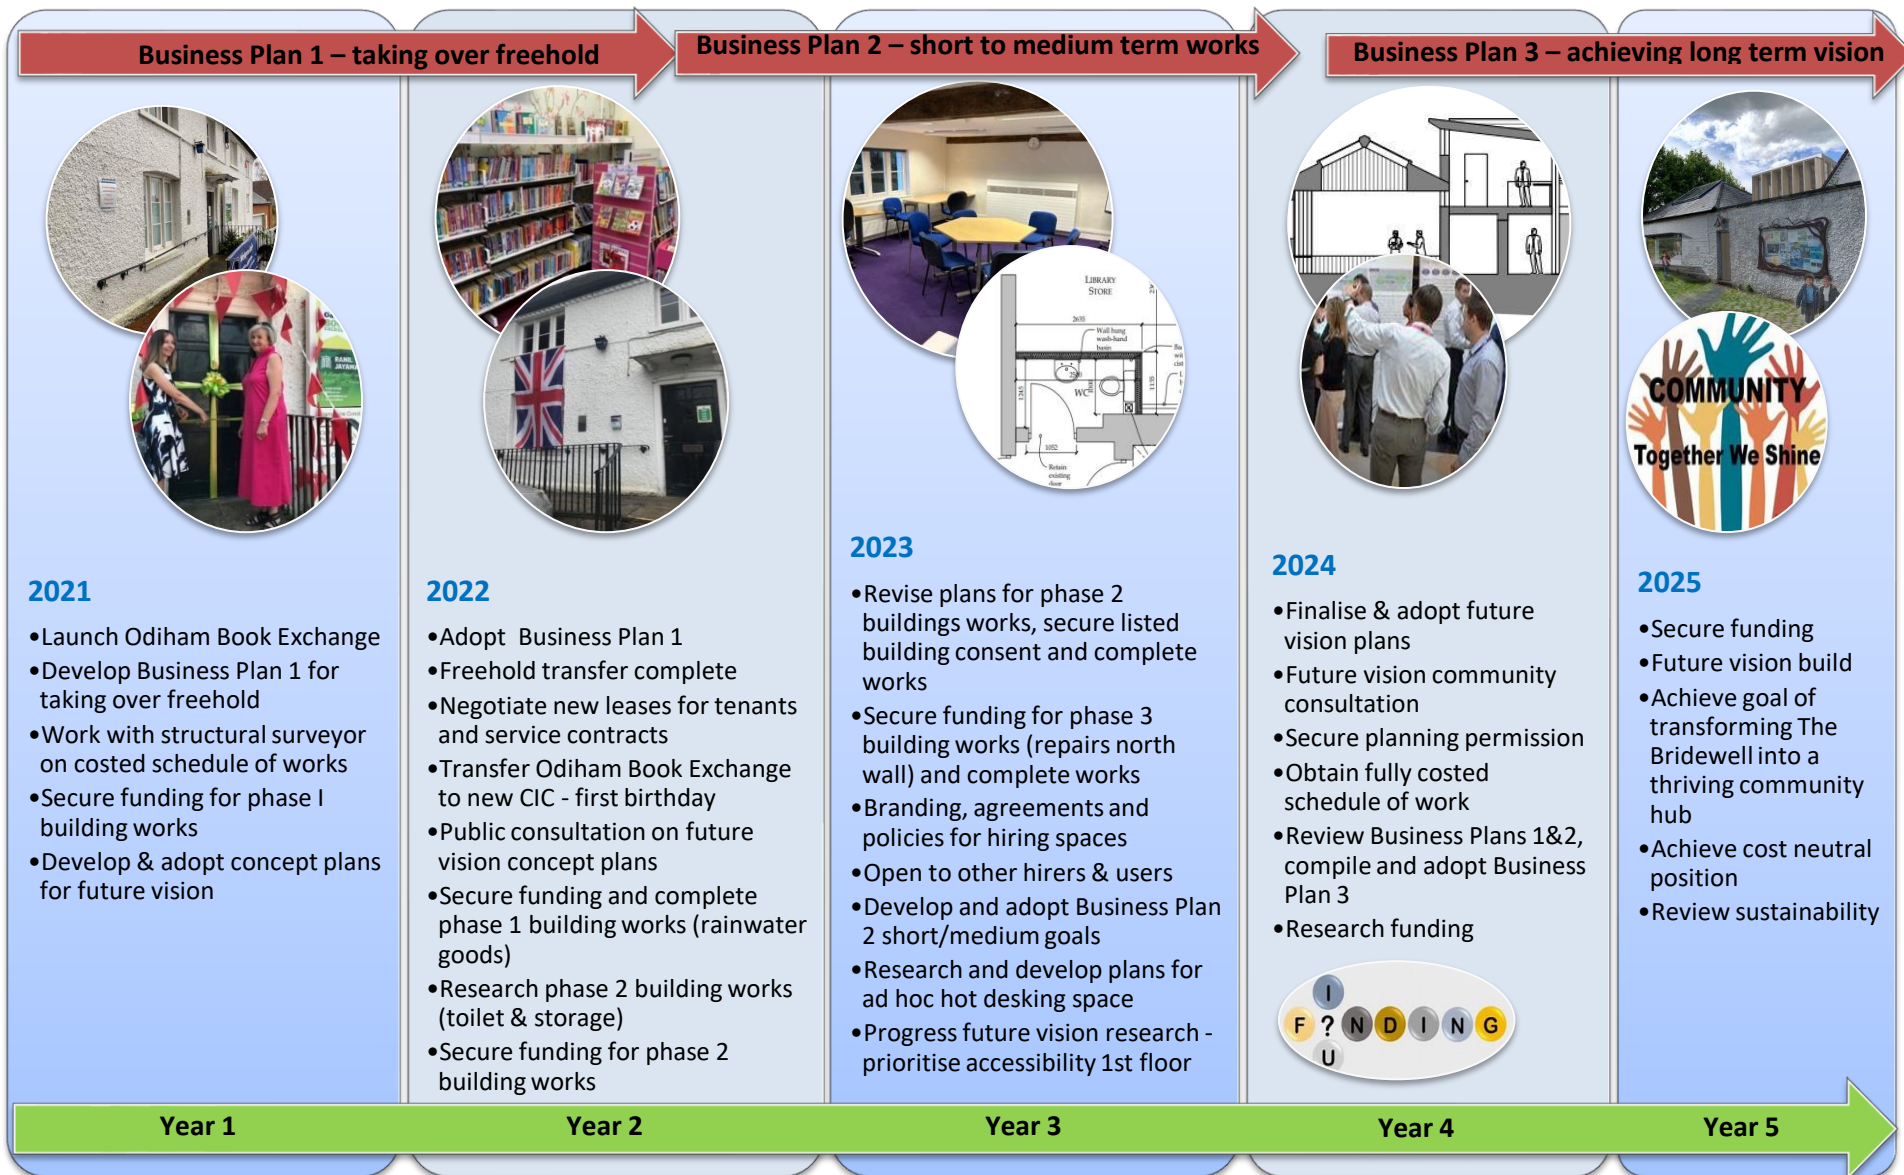 Business Plan 1 – taking over freehold
Business Plan 2 – short to medium term works
Business Plan 3 – achieving long term vision
LIBRARY
STORE
2635
Wall hung
wash-hand
basin
WC
1245
1135
1052
Retain
existing
door
COMMUNITY
Together We Shine
2021
•Launch Odiham Book Exchange
•Develop Business Plan 1 for
taking over freehold
•Work with structural surveyor
on costed schedule of works
•Secure funding for phase I
building works
•Develop & adopt concept plans
for future vision
2022
•Adopt Business Plan 1
•Freehold transfer complete
•Negotiate new leases for tenants
and service contracts
•Transfer Odiham Book Exchange
to new CIC - first birthday
•Public consultation on future
vision concept plans
•Secure funding and complete
phase 1 building works (rainwater
goods)
•Research phase 2 building works
(toilet & storage)
•Secure funding for phase 2
building works
2023
•Revise plans for phase 2
buildings works, secure listed
building consent and complete
works
•Secure funding for phase 3
building works (repairs north
wall) and complete works
•Branding, agreements and
policies for hiring spaces
•Open to other hirers & users
•Develop and adopt Business Plan
2 short/medium goals
•Research and develop plans for
ad hoc hot desking space
•Progress future vision research -
prioritise accessibility 1st floor
2024
•Finalise & adopt future
vision plans
•Future vision community
consultation
•Secure planning permission
•Obtain fully costed
schedule of work
•Review Business Plans 1&2,
compile and adopt Business
Plan 3
•Research funding
I
F ? N D I N G
U
2025
•Secure funding
•Future vision build
•Achieve goal of
transforming The
Bridewell into a
thriving community
hub
•Achieve cost neutral
position
•Review sustainability
Year 1
Year 2
Year 3
Year 4
Year 5